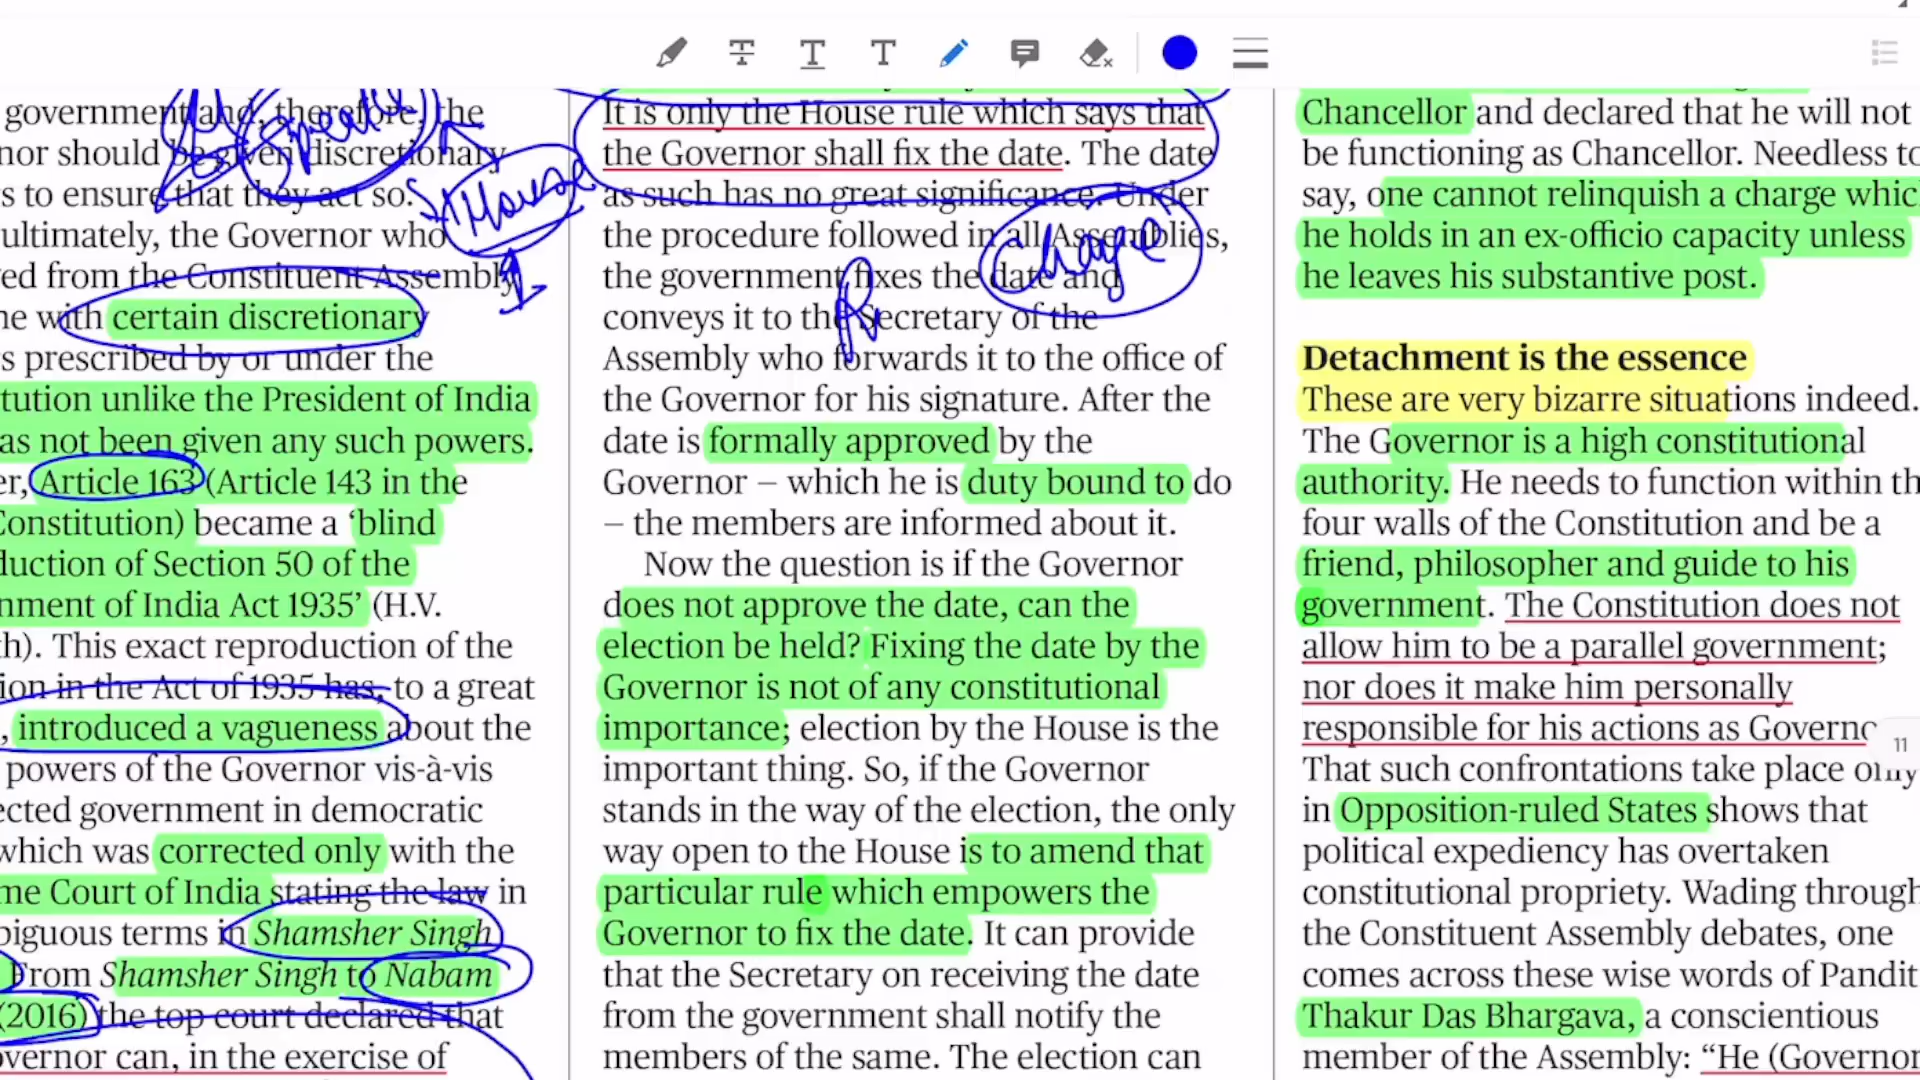 government and, therefore, the
nor should be given discretionary
s to ensure that they act so.
ultimately, the Governor who
ed from the Constituent Assembly
ne with certain discretionary
s prescribed by or under the
tution unlike the President of India
as not been given any such powers.
er, Article 163 (Article 143 in the
Constitution) became a ‘blind
duction of Section 50 of the
nment of India Act 1935’ (H.V.
th). This exact reproduction of the
ion in the Act of 1935 has, to a great
, introduced a vagueness about the
powers of the Governor vis-à-vis
ected government in democratic
which was corrected only with the
me Court of India stating the law in
biguous terms in Shamsher Singh
From Shamsher Singh to Nabam
(2016) the top court declared that
overnor can, in the exercise of
House
It is only the House rule which says that
the Governor shall fix the date. The date
as such has no great significance. Under
the procedure followed in all Assemblies,
the government fixes the date and
conveys it to the Secretary of the
Assembly who forwards it to the office of
the Governor for his signature. After the
date is formally approved by the
Governor – which he is duty bound to do
– the members are informed about it.
Now the question is if the Governor
does not approve the date, can the
election be held? Fixing the date by the
Governor is not of any constitutional
importance; election by the House is the
important thing. So, if the Governor
stands in the way of the election, the only
way open to the House is to amend that
particular rule which empowers the
Governor to fix the date. It can provide
that the Secretary on receiving the date
from the government shall notify the
members of the same. The election can
Chancellor and declared that he will not
be functioning as Chancellor. Needless to
say, one cannot relinquish a charge which
he holds in an ex-officio capacity unless
he leaves his substantive post.
Detachment is the essence
These are very bizarre situations indeed.
The Governor is a high constitutional
authority. He needs to function within th
four walls of the Constitution and be a
friend, philosopher and guide to his
government. The Constitution does not
allow him to be a parallel government;
nor does it make him personally
responsible for his actions as Governo
That such confrontations take place only
in Opposition-ruled States shows that
political expediency has overtaken
constitutional propriety. Wading through
the Constituent Assembly debates, one
comes across these wise words of Pandit
Thakur Das Bhargava, a conscientious
member of the Assembly: “He (Governor
11